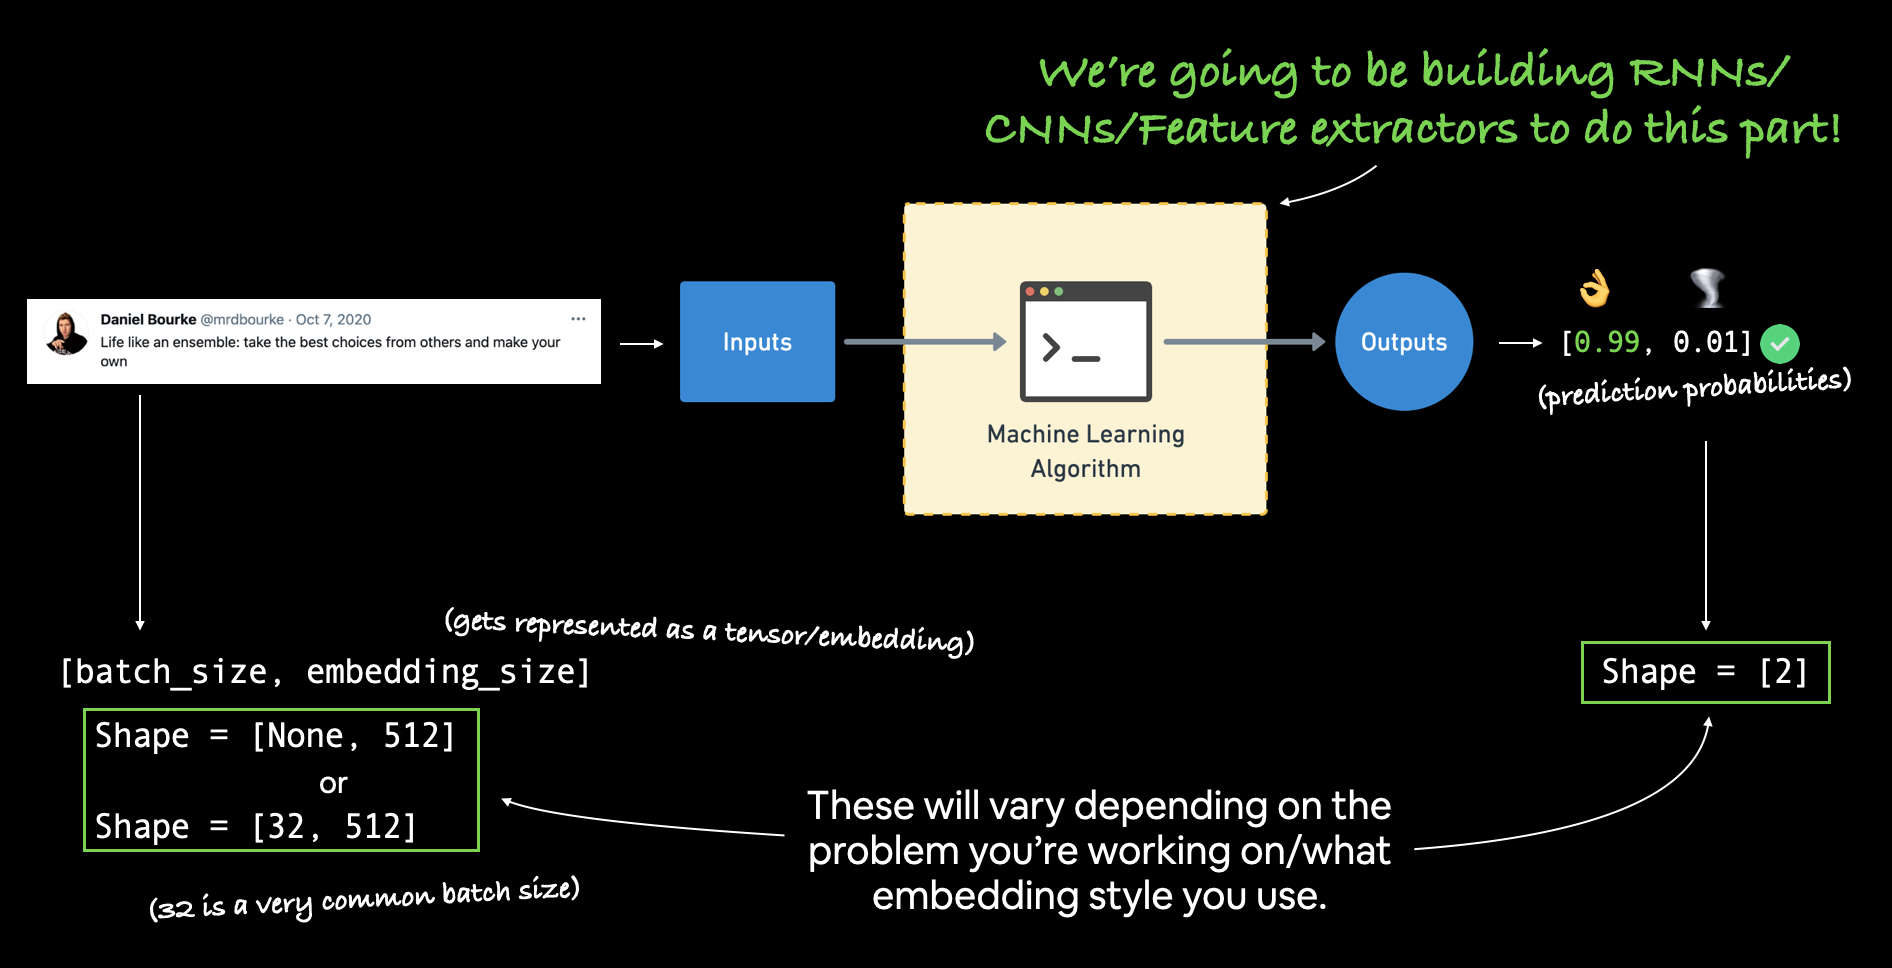 We're going to be building RNNs/
CNNs/Feature extractors to do this part!
Daniel Bourke @mrdbourke · Oct 7, 2020
Life like an ensemble: take the best choices from others and make your
own
Inputs
Machine Learning
Algorithm
Outputs
[0.99, 0.01]
(prediction probabilities)
(gets represented as a tensor/embedding)
[batch_size, embedding_size]
Shape = [None, 512]
or
Shape = [32, 512]
(32 is a very common batch size)
These will vary depending on the
problem you're working on/what
embedding style you use.
Shape = [2]